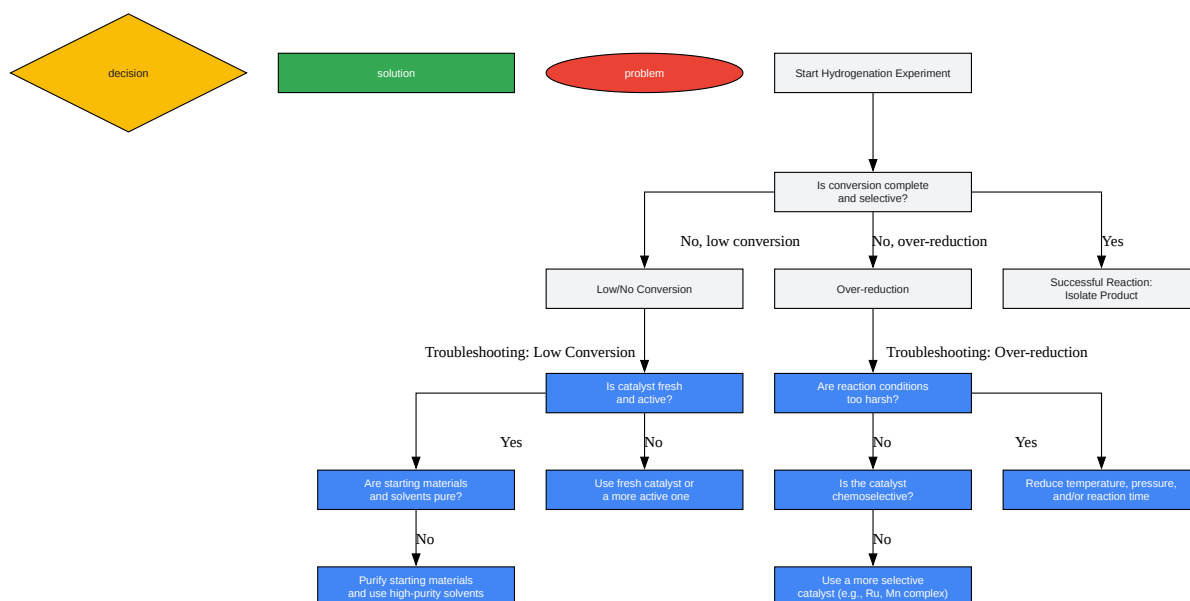 decision
solution
problem
Start Hydrogenation Experiment
Is conversion complete
and selective?
No, low conversion
No, over-reduction
Yes
Low/No Conversion
Over-reduction
Successful Reaction:
Isolate Product
Troubleshooting: Low Conversion
Troubleshooting: Over-reduction
Is catalyst fresh
and active?
Are reaction conditions
too harsh?
Yes
No
No
Yes
Are starting materials
and solvents pure?
Use fresh catalyst or
a more active one
Is the catalyst
chemoselective?
Reduce temperature, pressure,
and/or reaction time
No
No
Purify starting materials
and use high-purity solvents
Use a more selective
catalyst (e.g., Ru, Mn complex)